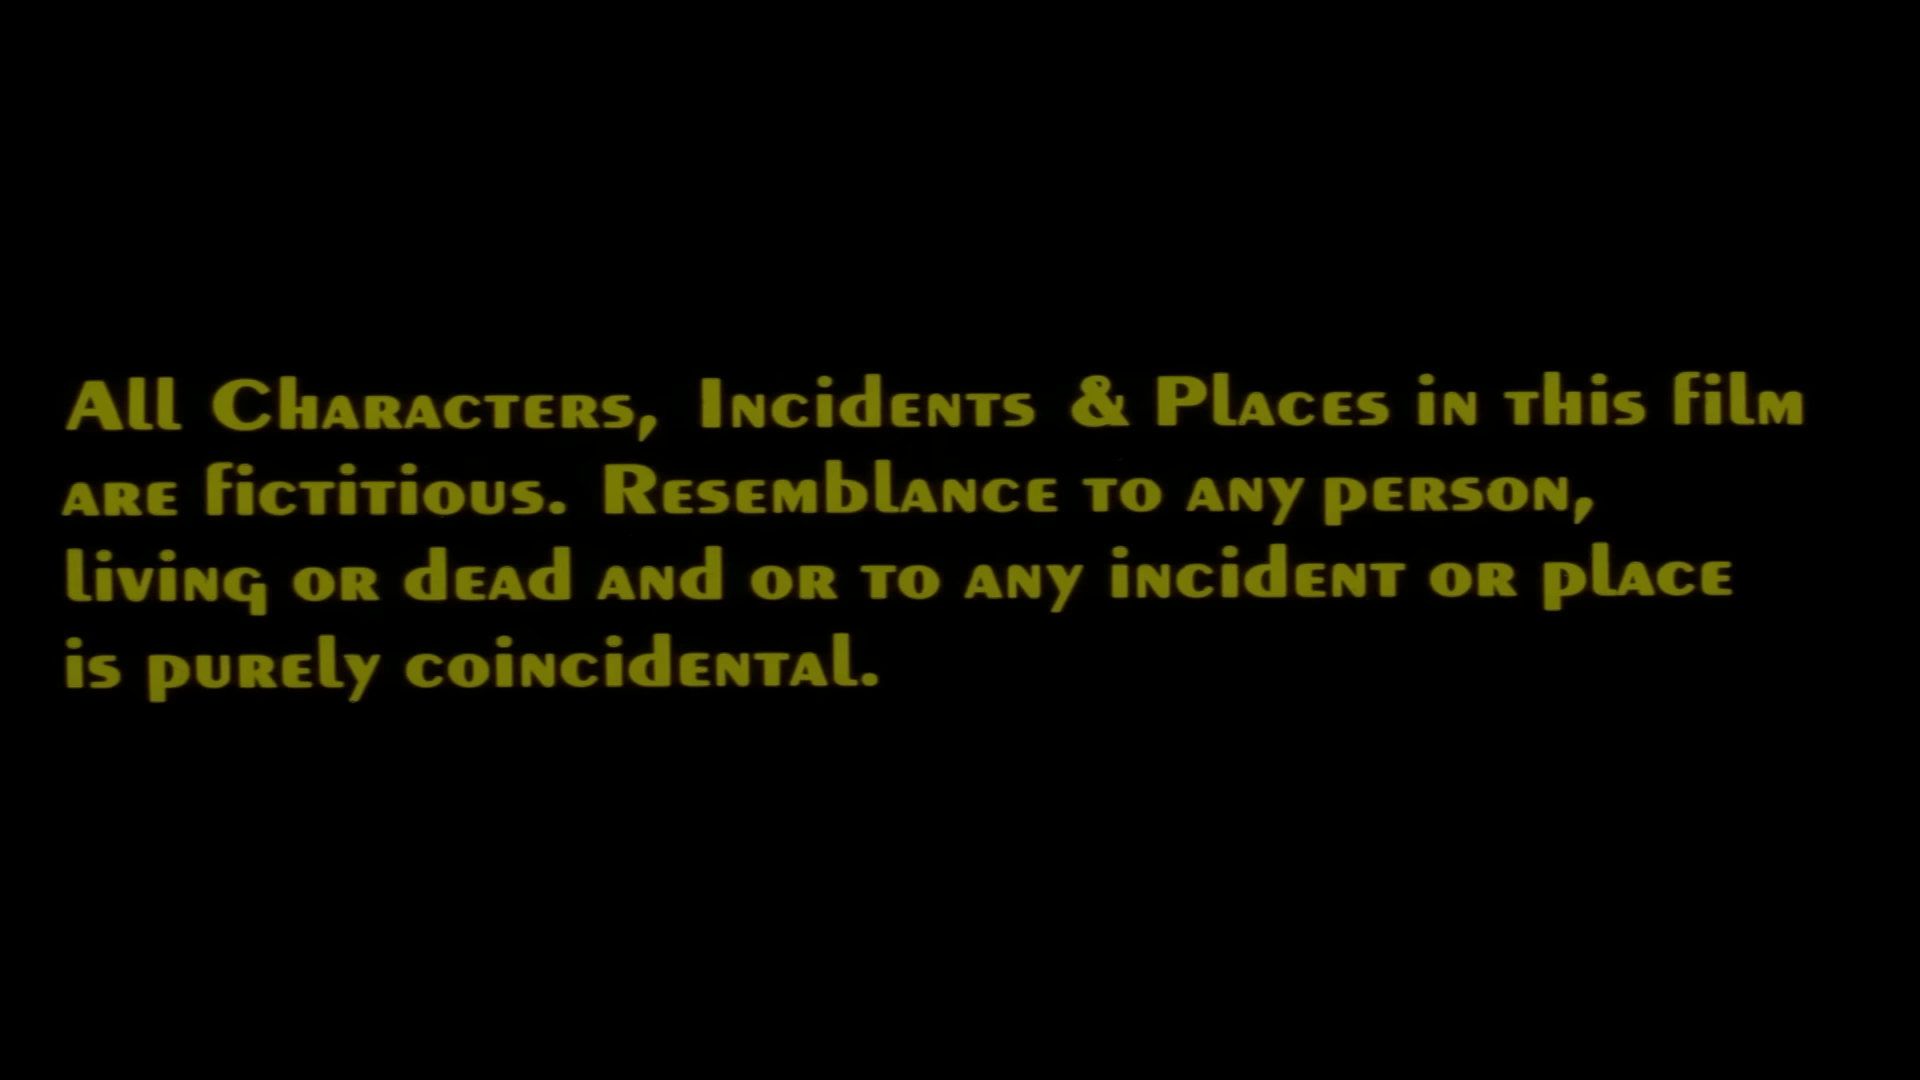 All Characters, Incidents & Places in this film
are fictitious. Resemblance to any person,
living or dead and or to any incident or place
is purely coincidental.